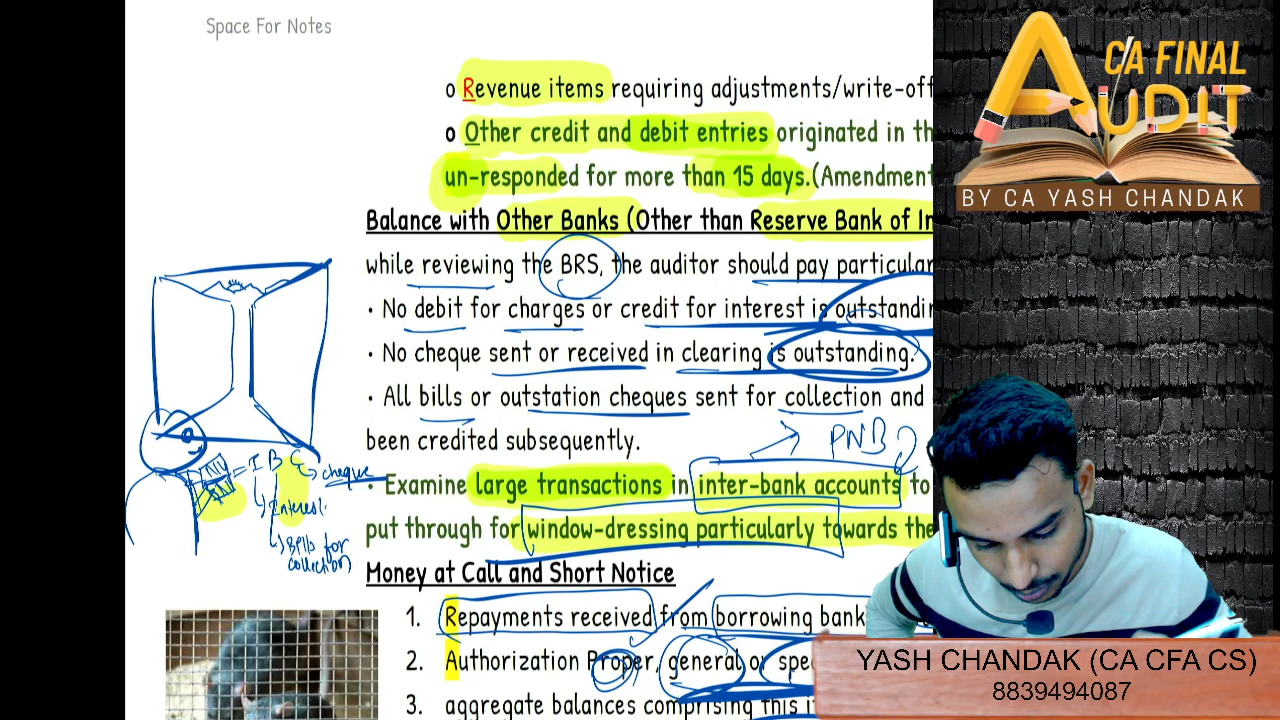 Space For Notes
o Revenue items requiring adjustments/write-off
o Other credit and debit entries originated in th
un-responded for more than 15 days.(Amendment
Balance with Other Banks (Other than Reserve Bank of In
while reviewing the BRS, the auditor should pay particular
• No debit for charges or credit for interest is outstandin
• No cheque sent or received in clearing is outstanding.
• All bills or outstation cheques sent for collection and
been credited subsequently.
PNB
• Examine large transactions in inter-bank accounts to
put through for window-dressing particularly towards the
Money at Call and Short Notice
1. Repayments received from borrowing bank
2. Authorization Proper, general or spe
3. aggregate balances comprising this i
= I B C → cheque
Interest
Bills for
collection
CA FINAL
AUDIT
BY CA YASH CHANDAK
YASH CHANDAK (CA CFA CS)
8839494087